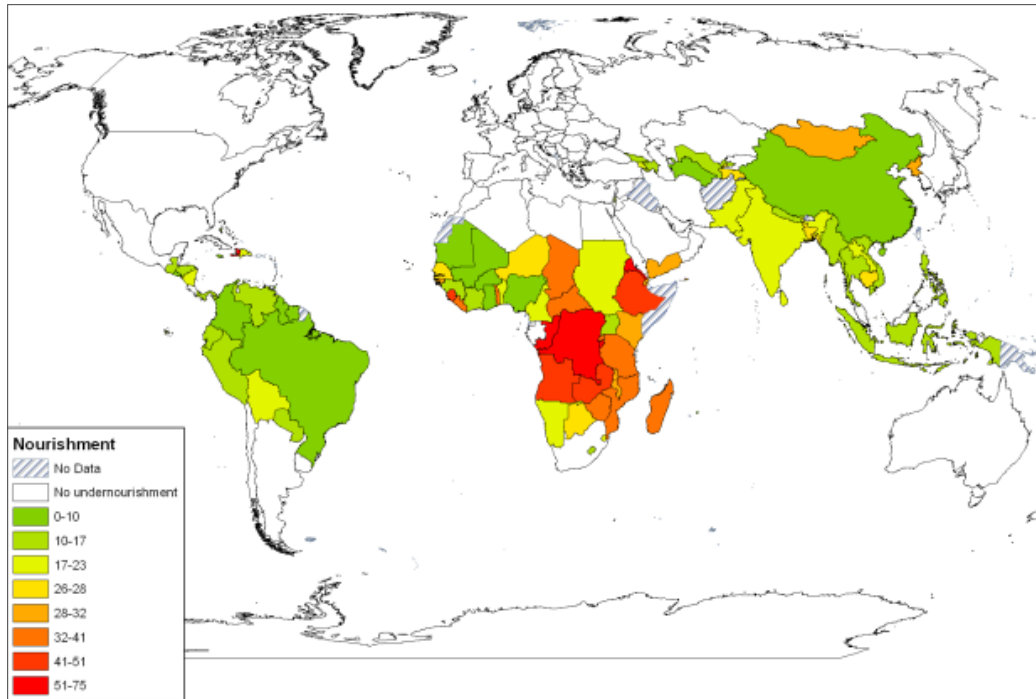 Nourishment
No Data
No undernourishment
0-10
10-17
17-23
26-28
28-32
32-41
41-51
51-75